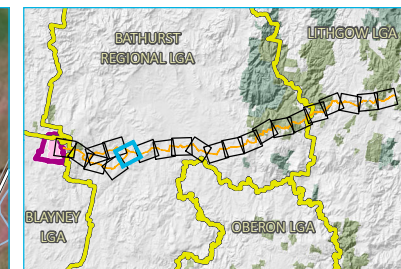 BATHURST
REGIONAL LGA
LITHGOW LGA
BLAYNEY
LGA
OBERON LGA